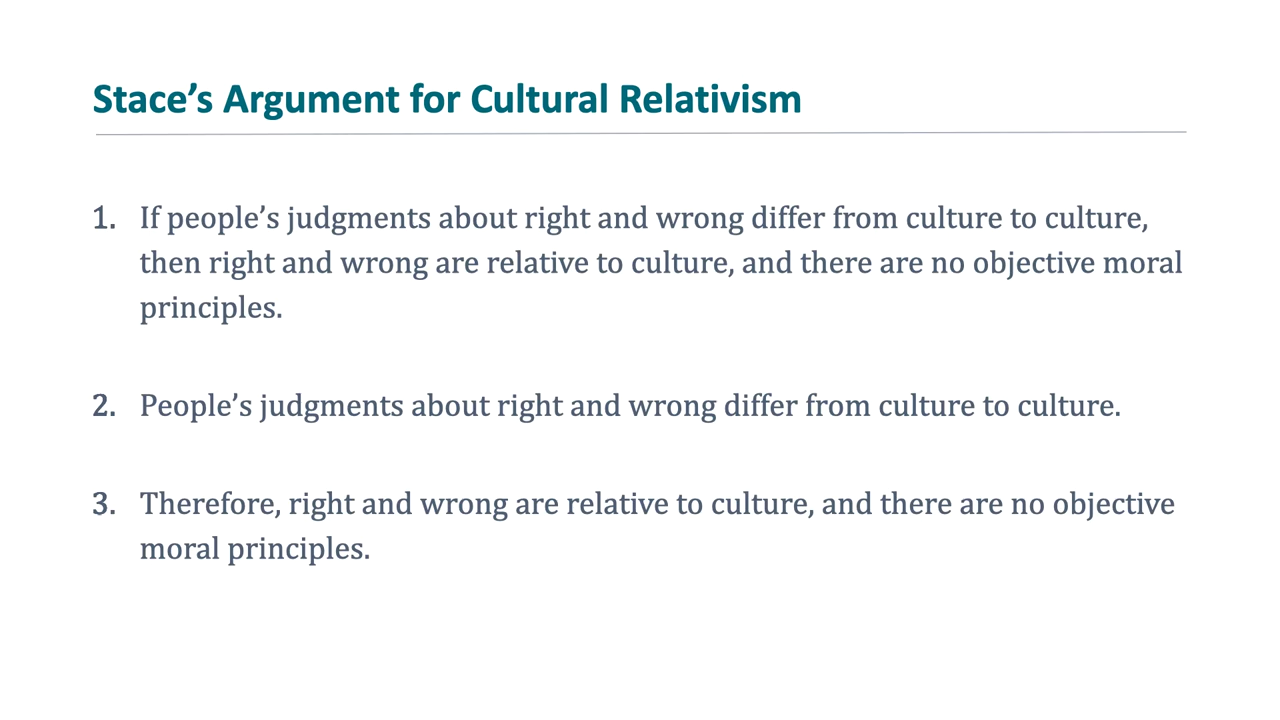 Stace’s Argument for Cultural Relativism
1. If people’s judgments about right and wrong differ from culture to culture,
then right and wrong are relative to culture, and there are no objective moral
principles.
2. People’s judgments about right and wrong differ from culture to culture.
3. Therefore, right and wrong are relative to culture, and there are no objective
moral principles.